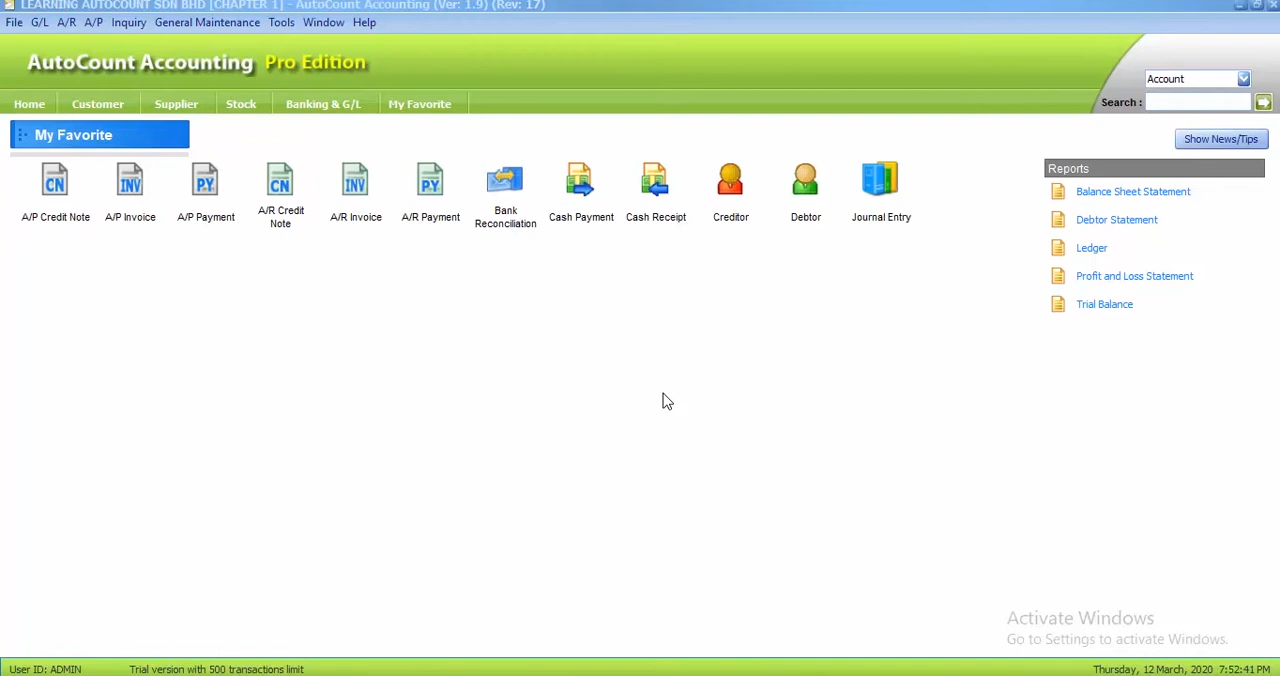 LEARNING AUTOCOUNT SDN BHD [CHAPTER 1] - AutoCount Accounting (Ver: 1.9) (Rev: 17)
File G/L A/R A/P Inquiry General Maintenance Tools Window Help
AutoCount Accounting Pro Edition
Account
Search :
Home Customer Supplier Stock Banking & G/L My Favorite
My Favorite
Show News/Tips
CN INV P.Y CN INV P.Y
A/P Credit Note A/P Invoice A/P Payment A/R Credit Note A/R Invoice A/R Payment Bank Reconciliation Cash Payment Cash Receipt Creditor Debtor Journal Entry
Reports
Balance Sheet Statement
Debtor Statement
Ledger
Profit and Loss Statement
Trial Balance
Activate Windows
Go to Settings to activate Windows.
User ID: ADMIN Trial version with 500 transactions limit Thursday, 12 March, 2020 7:52:41 PM